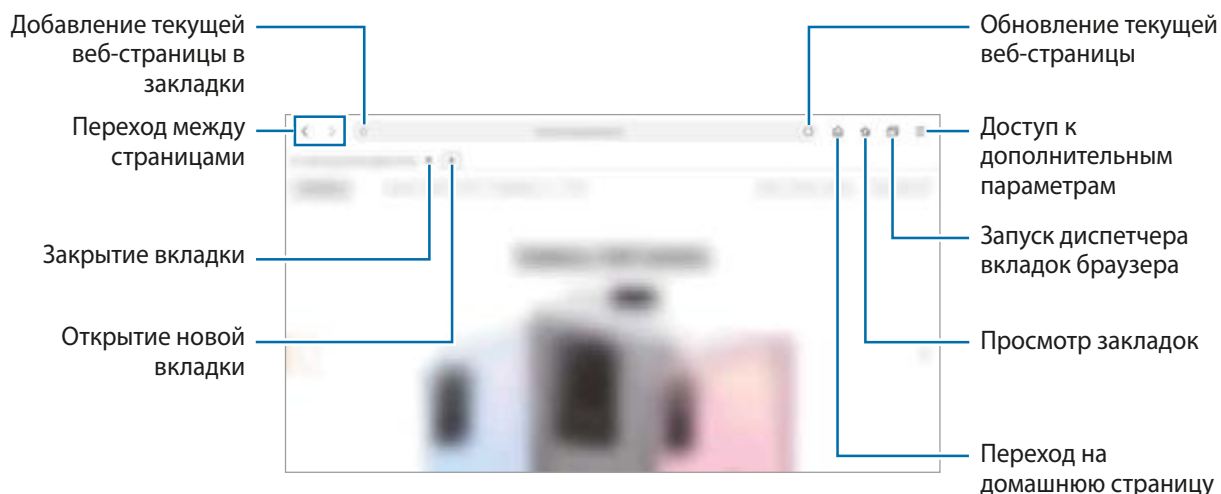 Добавление текущей
веб-страницы в
закладки
Переход между
страницами
Закрытие вкладки
Открытие новой
вкладки
Обновление текущей
веб-страницы
Доступ к
дополнительным
параметрам
Запуск диспетчера
вкладок браузера
Просмотр закладок
Переход на
домашнюю страницу